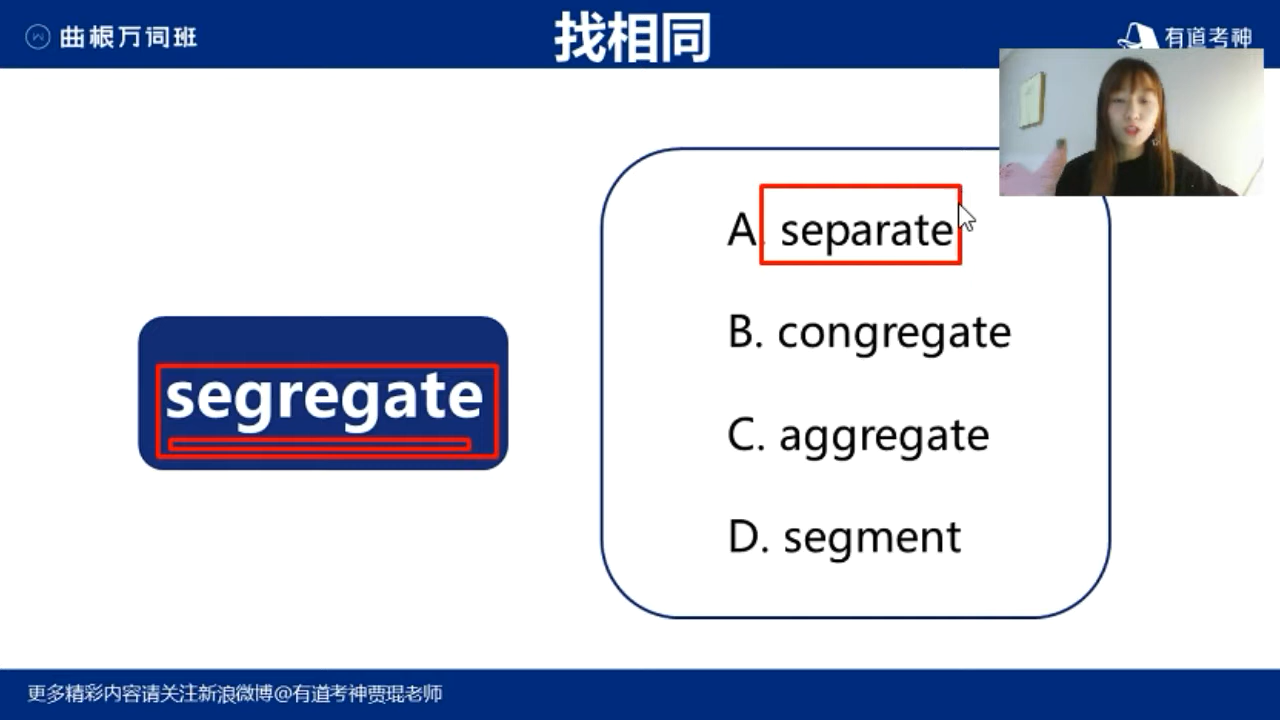 曲根万词班
找相同
有道考神
A. separate
B. congregate
segregate
C. aggregate
D. segment
更多精彩内容请关注新浪微博@有道考神贾琨老师